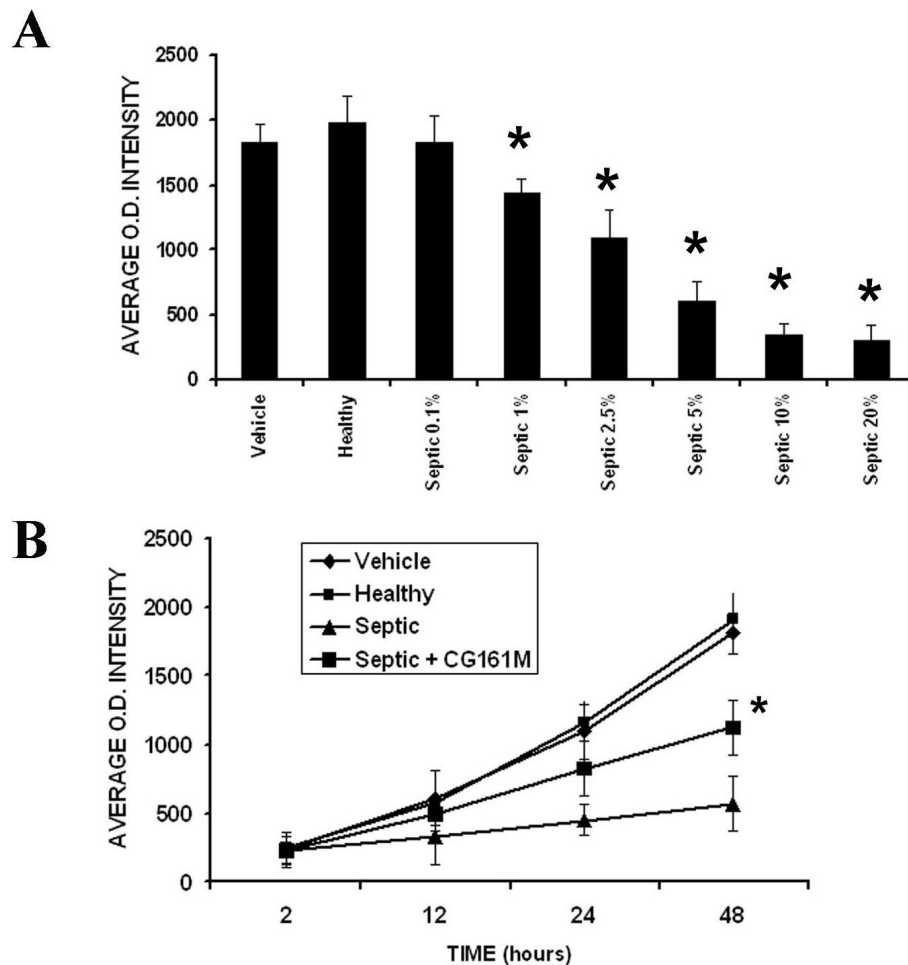 A
AVERAGE O.D. INTENSITY
2500
2000
1500
1000
500
0
*
*
*
*
*
Vehicle
Healthy
Septic 0.1%
Septic 1%
Septic 2.5%
Septic 5%
Septic 10%
Septic 20%
B
AVERAGE O.D. INTENSITY
2500
2000
1500
1000
500
0
Vehicle
Healthy
Septic
Septic + CG161M
*
2 12 24 48
TIME (hours)